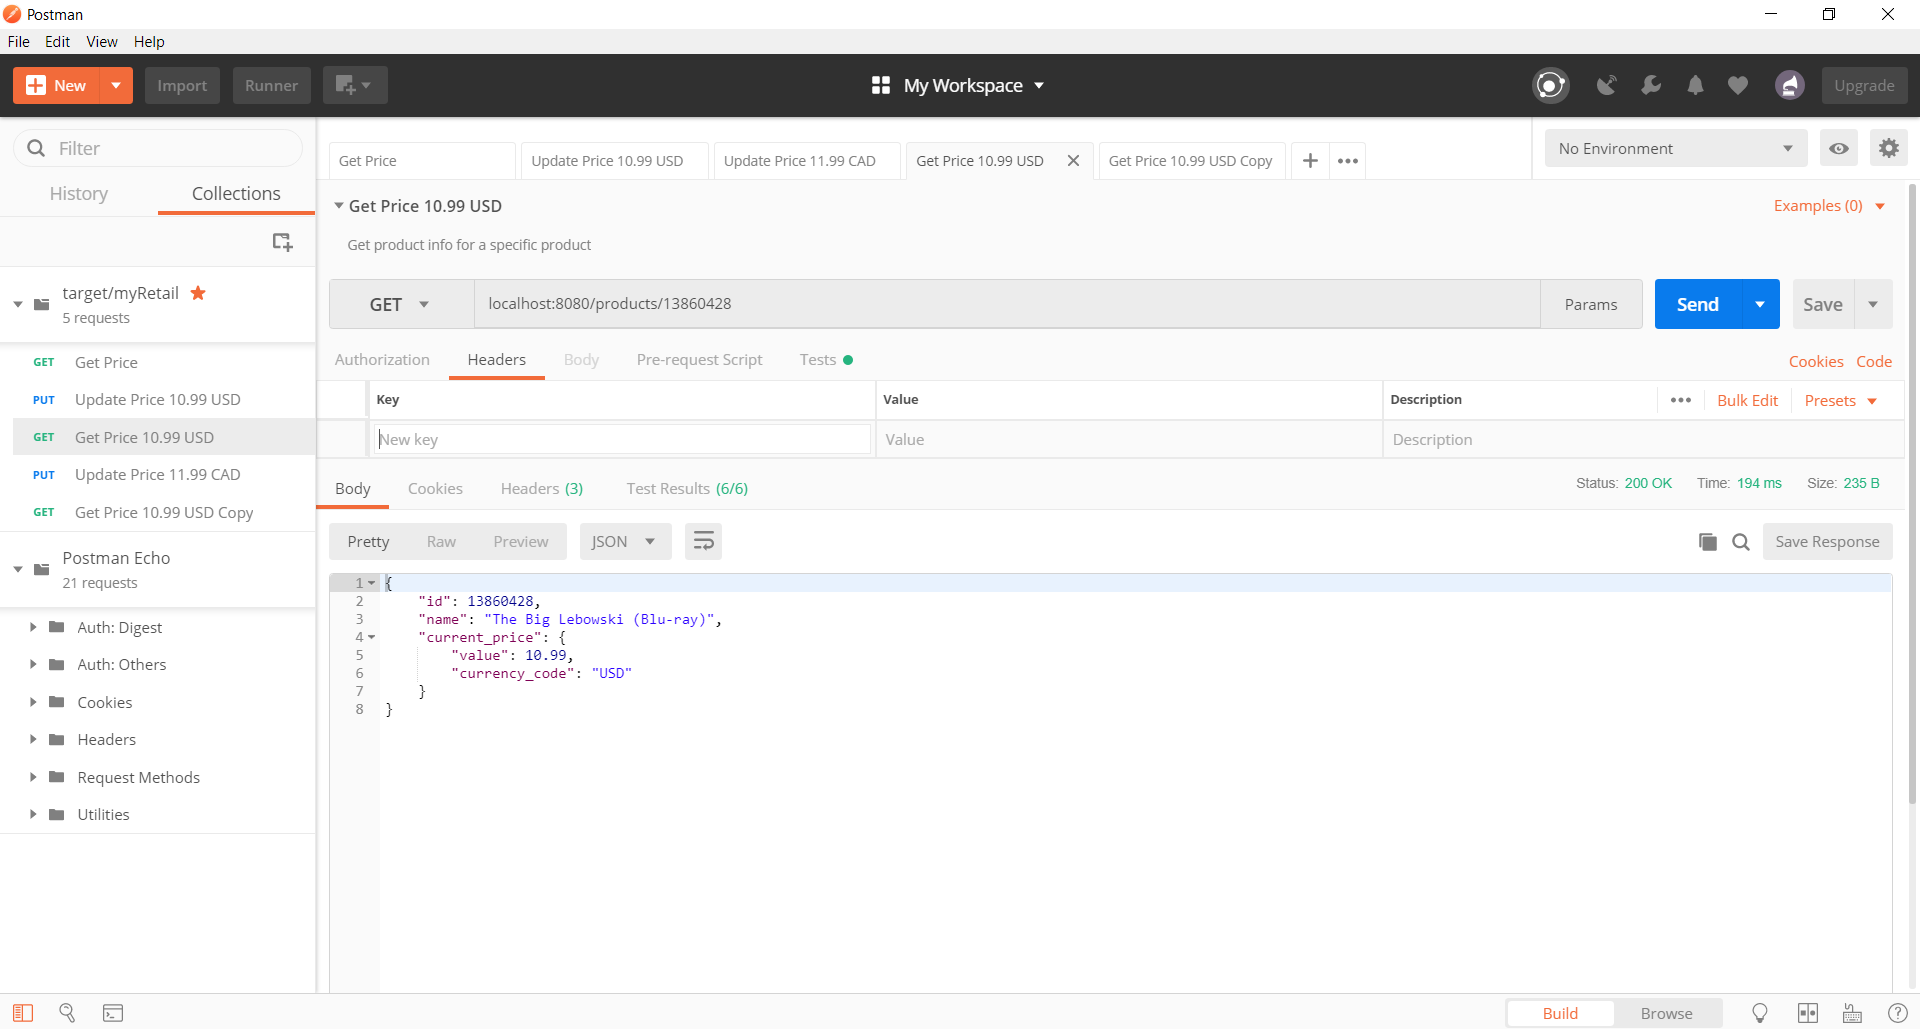 Postman
File Edit View Help
New Import Runner My Workspace Upgrade
Filter
History Collections
target/myRetail
5 requests
GET Get Price
PUT Update Price 10.99 USD
GET Get Price 10.99 USD
PUT Update Price 11.99 CAD
GET Get Price 10.99 USD Copy
Postman Echo
21 requests
Auth: Digest
Auth: Others
Cookies
Headers
Request Methods
Utilities
Get Price Update Price 10.99 USD Update Price 11.99 CAD Get Price 10.99 USD Get Price 10.99 USD Copy
No Environment
Get Price 10.99 USD Examples (0)
Get product info for a specific product
GET localhost:8080/products/13860428 Params Send Save
Authorization Headers Body Pre-request Script Tests Cookies Code
Key Value Description Bulk Edit Presets
New key Value Description
Body Cookies Headers (3) Test Results (6/6) Status: 200 OK Time: 194 ms Size: 235 B
Pretty Raw Preview JSON Save Response
1 {
2 "id": 13860428,
3 "name": "The Big Lebowski (Blu-ray)",
4 "current_price": {
5 "value": 10.99,
6 "currency_code": "USD"
7 }
8 }
Build Browse